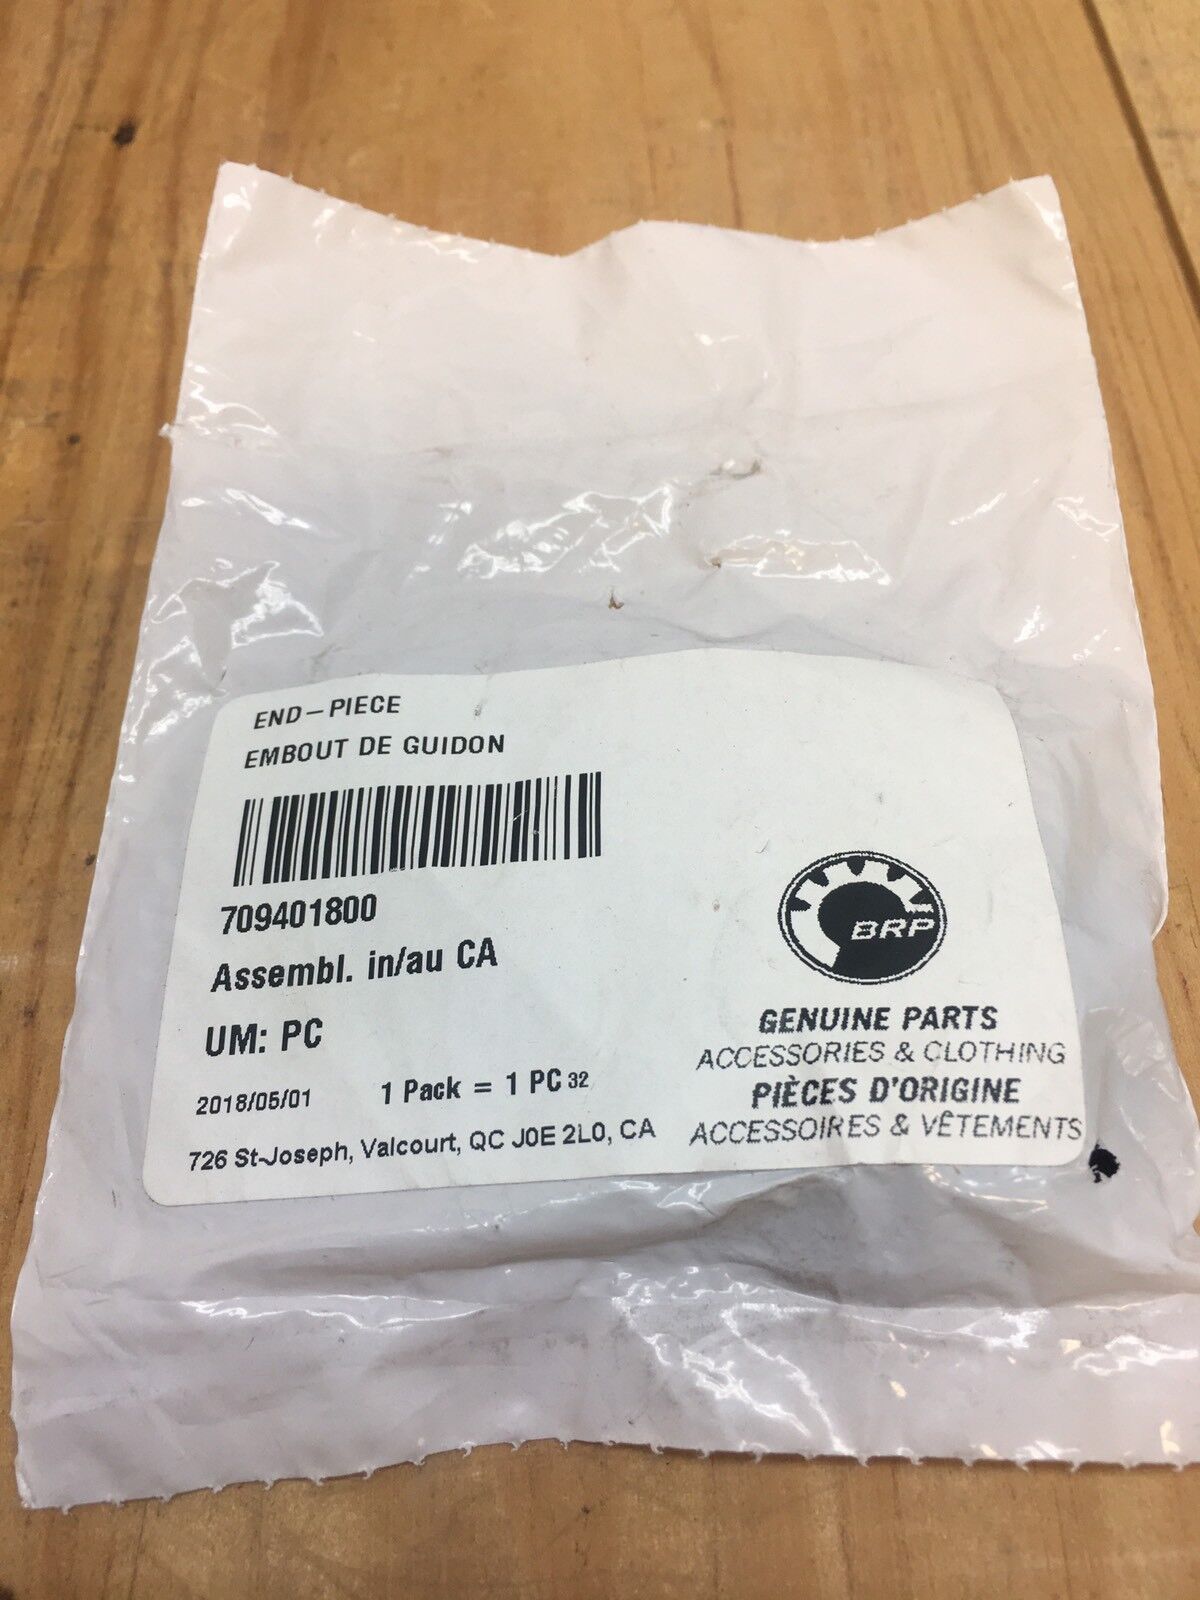 END-PIECE
EMBOUT DE GUIDON
709401800
Assembl. in/au CA
UM: PC
2018/05/01 1 Pack = 1 PC 32
726 St-Joseph, Valcourt, QC J0E 2L0, CA
BRP
GENUINE PARTS
ACCESSORIES & CLOTHING
PIÈCES D'ORIGINE
ACCESSOIRES & VÊTEMENTS